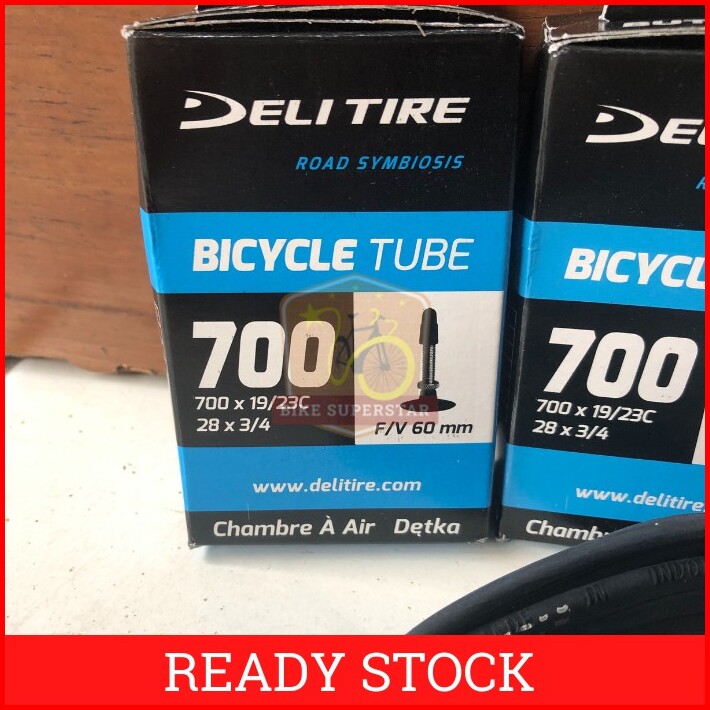 DELI TIRE
ROAD SYMBIOSIS
BICYCLE TUBE
700
700 x 19/23C
28 x 3/4
F/V 60 mm
BIKE SUPERSTAR
www.delitire.com
Chambre À Air Dętka
DELI
BICYCL
700
700 x 19/23C
28 x 3/4
www.delitire.
Chamb
READY STOCK